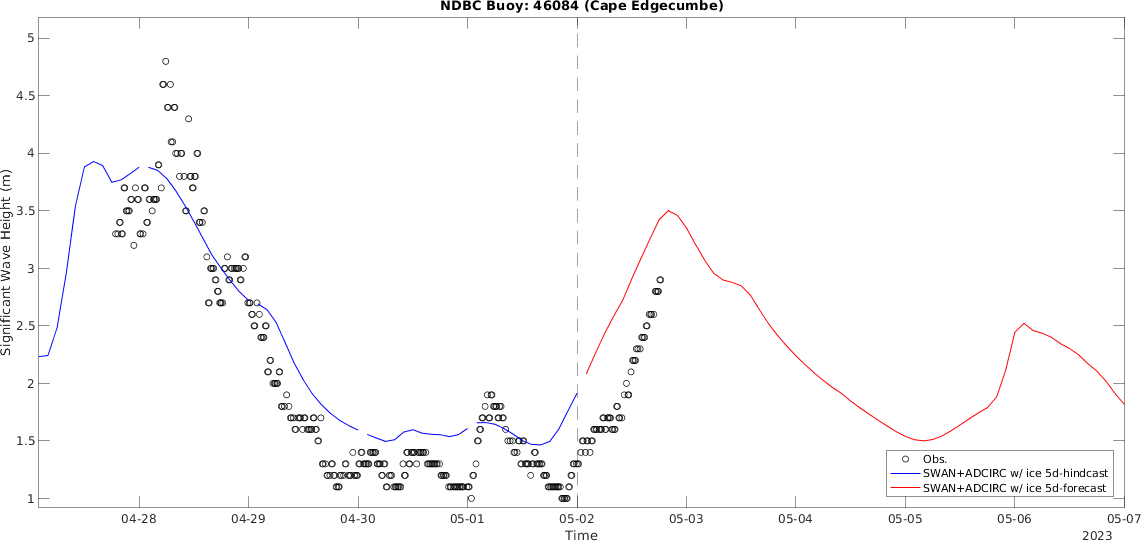 NDBC Buoy: 46084 (Cape Edgecumbe)
Significant Wave Height (m)
5
4.5
4
3.5
3
2.5
2
1.5
1
Obs.
SWAN+ADCIRC w/ ice 5d-hindcast
SWAN+ADCIRC w/ ice 5d-forecast
04-28 04-29 04-30 05-01 05-02 05-03 05-04 05-05 05-06 05-07
Time
2023